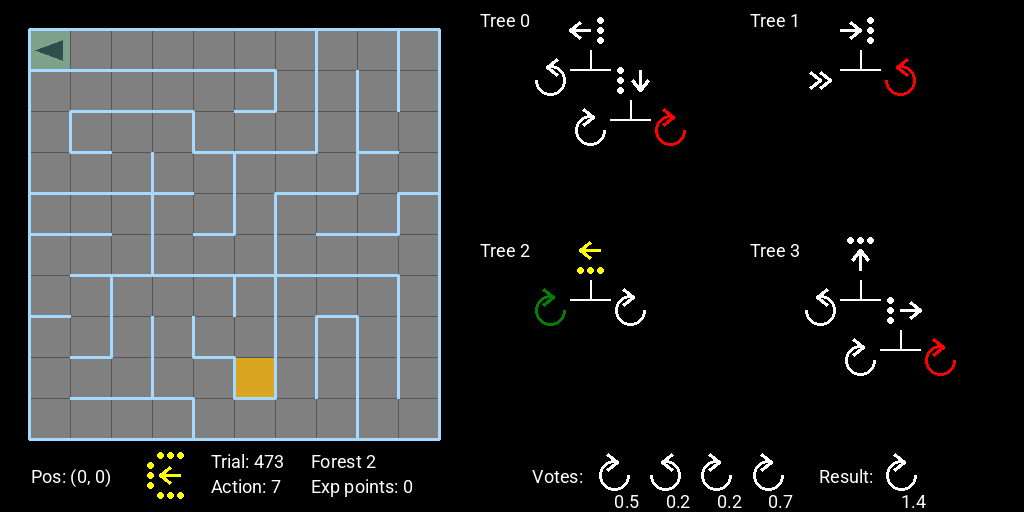 Tree 0
Tree 1
Tree 2
Tree 3
Pos: (0, 0)
Trial: 473
Forest 2
Action: 7
Exp points: 0
Votes:
0.5
0.2
0.2
0.7
Result:
1.4